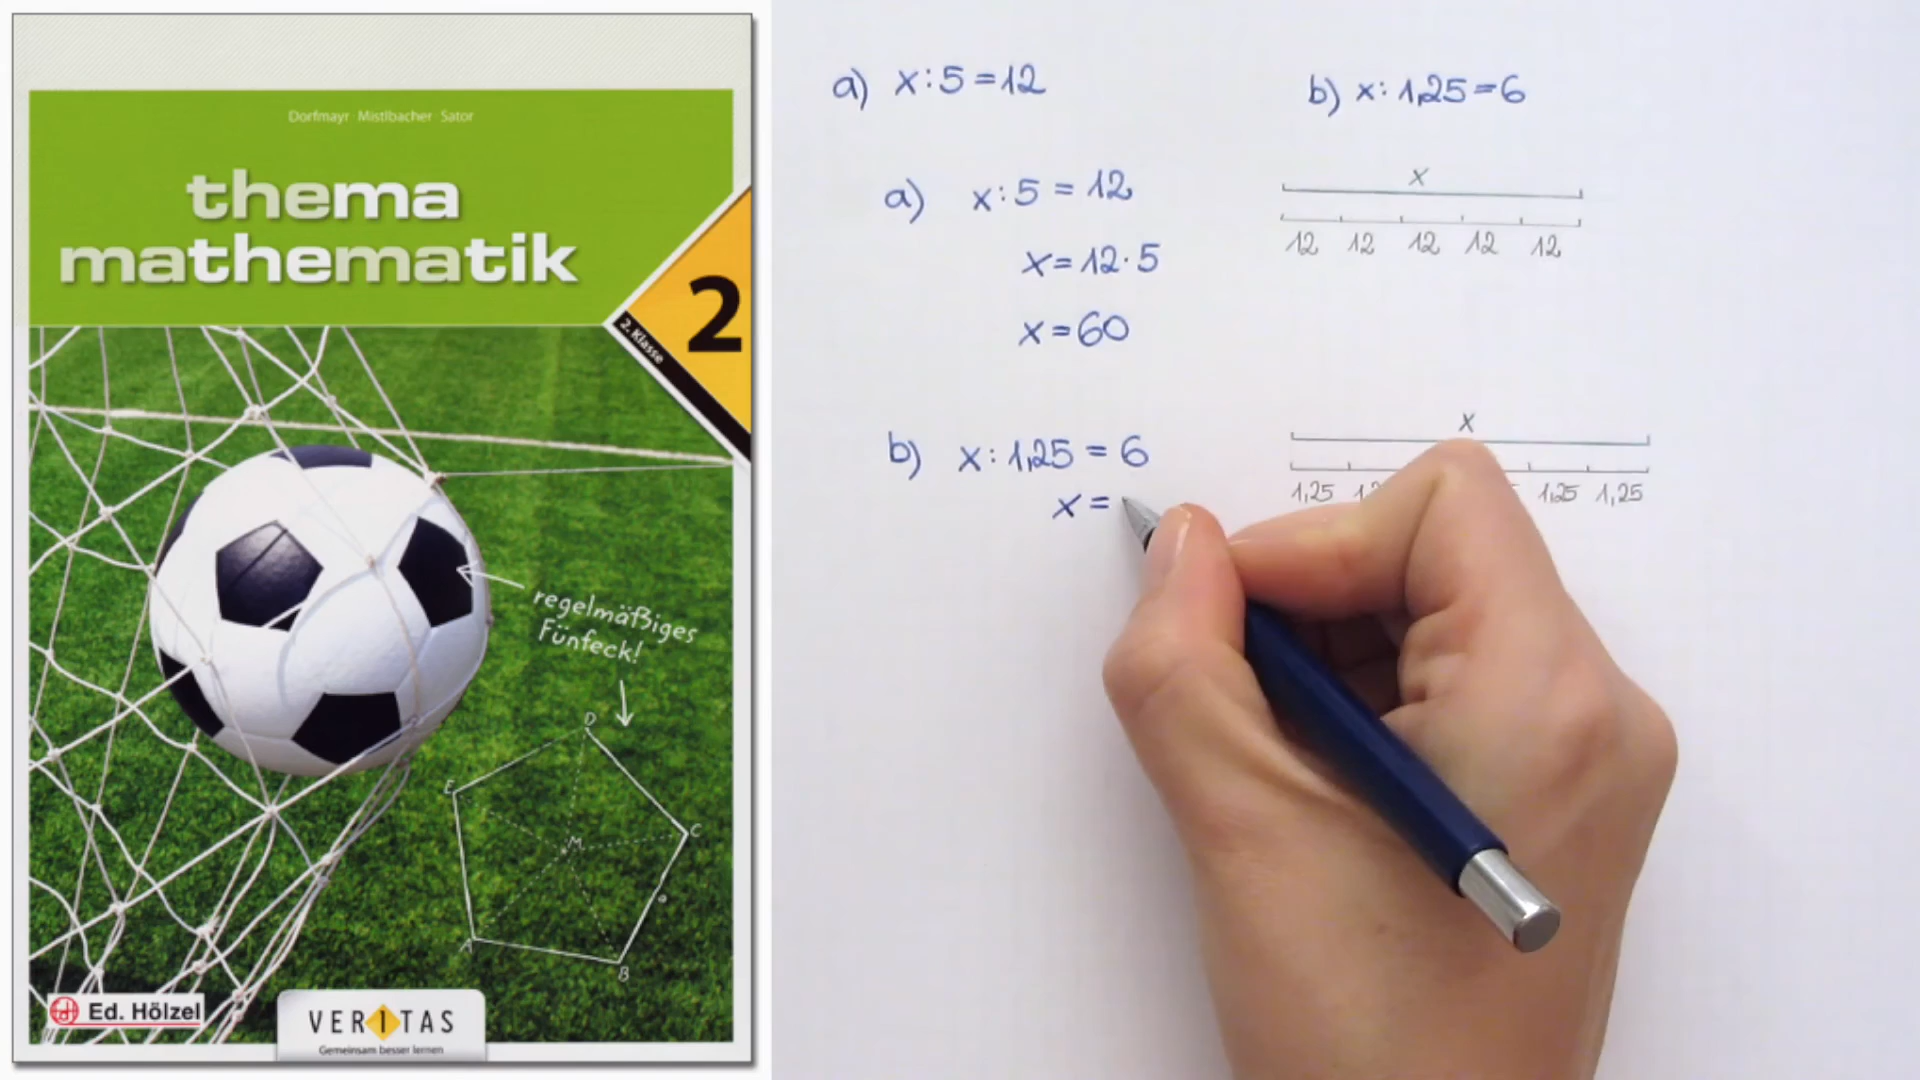 Dorfmayr · Mistlbacher · Sator
thema
mathematik
2
2. Klasse
regelmäßiges
Fünfeck!
D
E
C
M
a
A
B
Ed. Hölzel
VERITAS
Gemeinsam besser lernen
a) x:5=12
b) x: 1,25=6
a) x:5 = 12
x=12·5
x=60
x
12 12 12 12 12
b) x: 1,25 = 6
x =
x
1,25 1,25 1,25